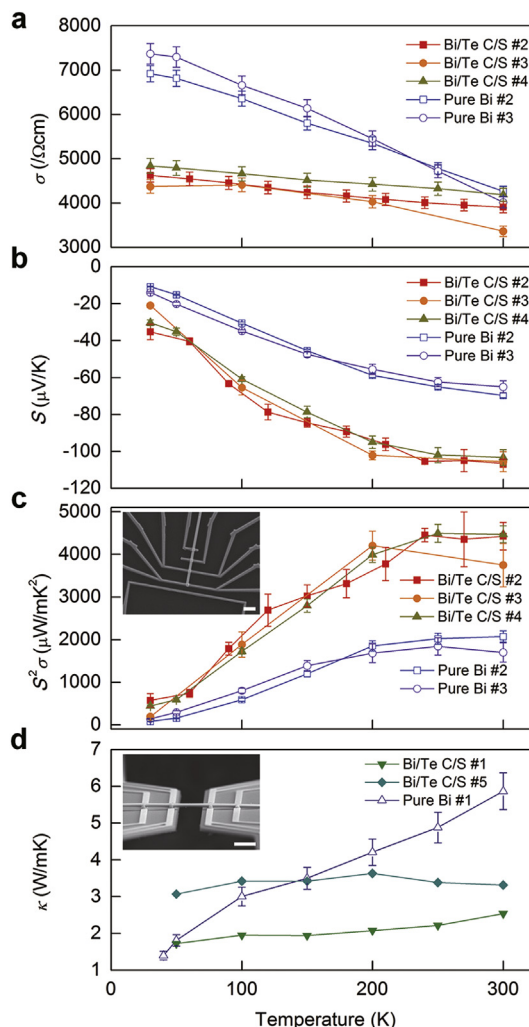 a
8000
7000
6000
5000
4000
3000
σ (/Ωcm)
Bi/Te C/S #2
Bi/Te C/S #3
Bi/Te C/S #4
Pure Bi #2
Pure Bi #3
b
0
-20
-40
-60
-80
-100
-120
S (µV/K)
Bi/Te C/S #2
Bi/Te C/S #3
Bi/Te C/S #4
Pure Bi #2
Pure Bi #3
c
5000
4000
3000
2000
1000
0
S²σ (µW/mK²)
Bi/Te C/S #2
Bi/Te C/S #3
Bi/Te C/S #4
Pure Bi #2
Pure Bi #3
d
7
6
5
4
3
2
1
κ (W/mK)
Bi/Te C/S #1
Bi/Te C/S #5
Pure Bi #1
0 100 200 300
Temperature (K)